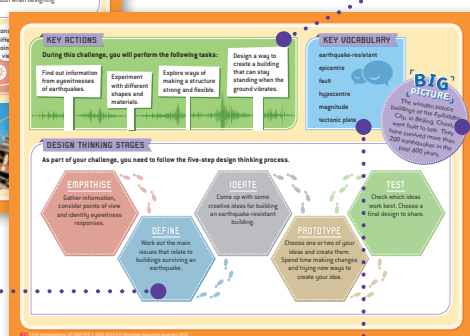 out when designing
KEY ACTIONS
During this challenge, you will perform the following tasks:
Find out information
from eyewitnesses
of earthquakes.
Experiment
with different
shapes and
materials.
Explore ways of
making a structure
strong and flexible.
Design a way to
create a building
that can stay
standing when the
ground vibrates.
KEY VOCABULARY
earthquake-resistant
epicentre
fault
hypocentre
magnitude
tectonic plate
BIG
PICTURE
The wooden palace
buildings of the Forbidden
City, in Beijing, China,
were built to last. They
have survived more than
200 earthquakes in the
past 600 years.
DESIGN THINKING STAGES
As part of your challenge, you need to follow the five-step design thinking process.
EMPATHISE
Gather information,
consider points of view
and identify eyewitness
responses.
DEFINE
Work out the main
issues that relate to
buildings surviving an
earthquake.
IDEATE
Come up with some
creative ideas for building
an earthquake-resistant
building.
PROTOTYPE
Choose one or two of your
ideas and create them.
Spend time making changes
and trying new ways to
create your idea.
TEST
Check which ideas
work best. Choose a
final design to share.